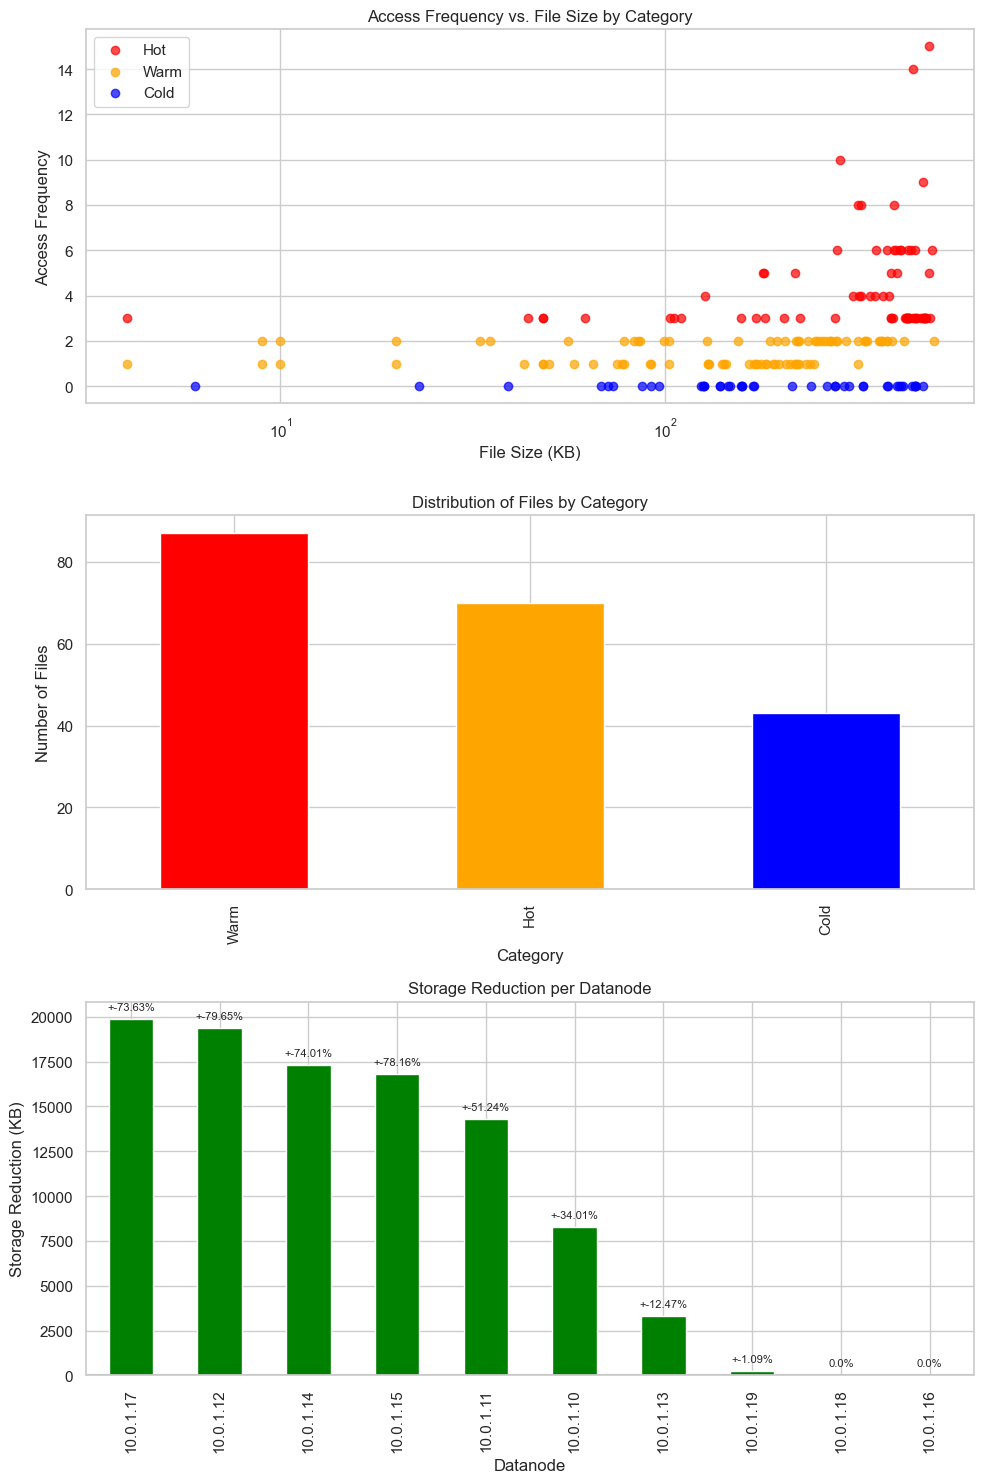 Access Frequency vs. File Size by Category
Hot
Warm
Cold
14
12
10
8
6
4
2
0
Access Frequency
10¹
10²
File Size (KB)
Distribution of Files by Category
80
60
40
20
0
Number of Files
Warm
Hot
Cold
Category
Storage Reduction per Datanode
20000
17500
15000
12500
10000
7500
5000
2500
0
Storage Reduction (KB)
+-73.63%
+-79.65%
+-74.01%
+-78.16%
+-51.24%
+-34.01%
+-12.47%
+-1.09%
0.0%
0.0%
10.0.1.17
10.0.1.12
10.0.1.14
10.0.1.15
10.0.1.11
10.0.1.10
10.0.1.13
10.0.1.19
10.0.1.18
10.0.1.16
Datanode